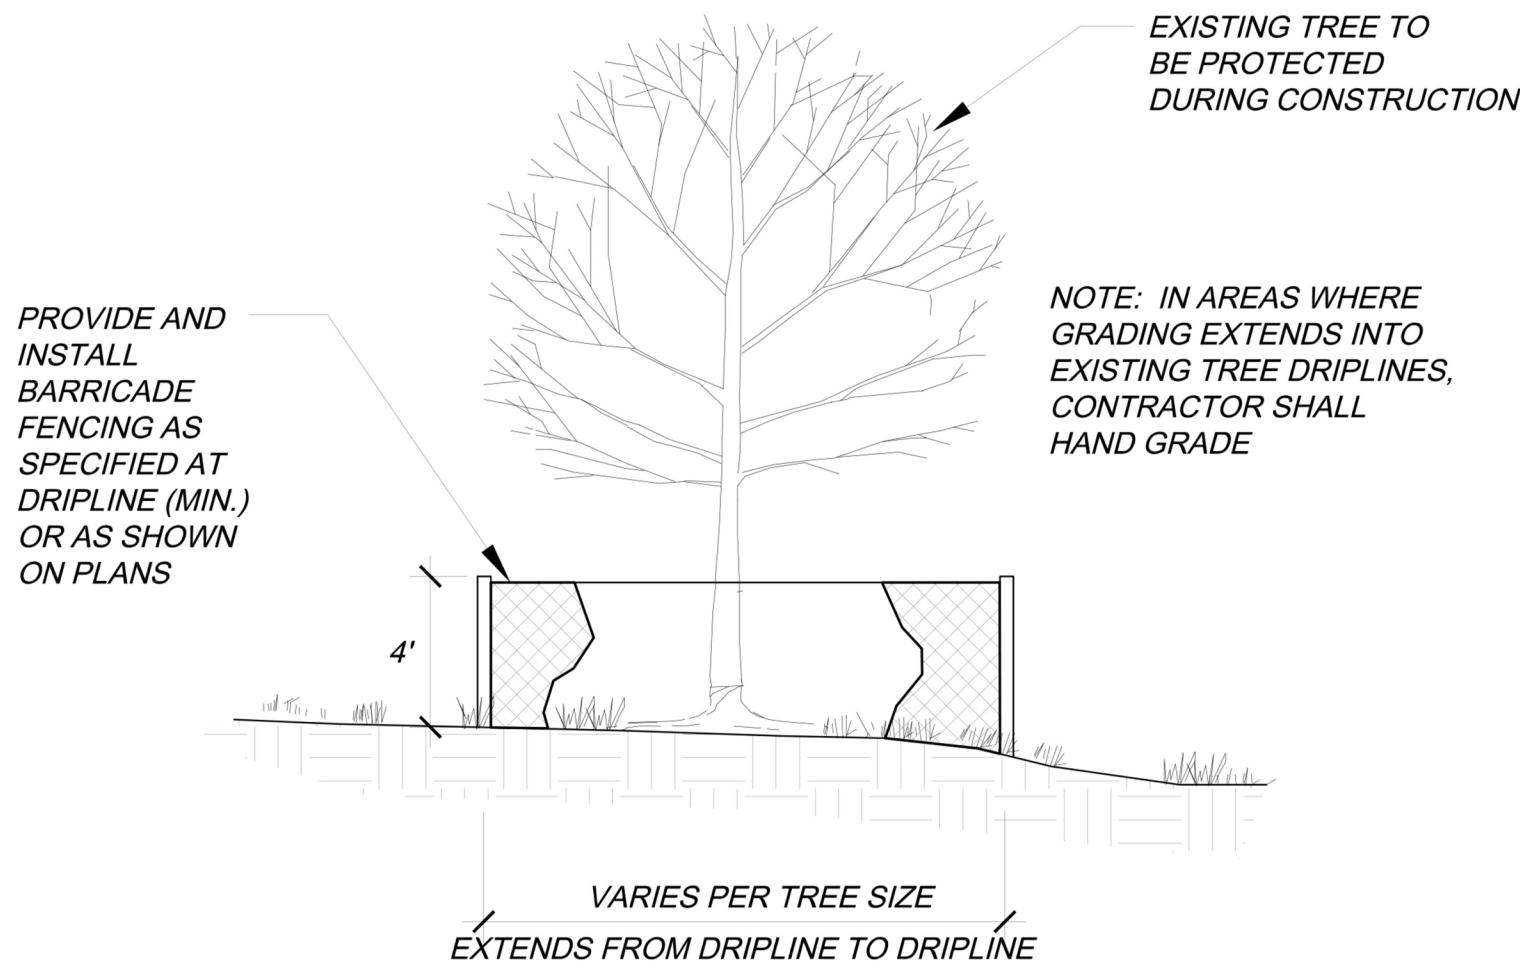 EXISTING TREE TO
BE PROTECTED
DURING CONSTRUCTION
NOTE: IN AREAS WHERE
GRADING EXTENDS INTO
EXISTING TREE DRIPLINES,
CONTRACTOR SHALL
HAND GRADE
PROVIDE AND
INSTALL
BARRICADE
FENCING AS
SPECIFIED AT
DRIPLINE (MIN.)
OR AS SHOWN
ON PLANS
4'
VARIES PER TREE SIZE
EXTENDS FROM DRIPLINE TO DRIPLINE